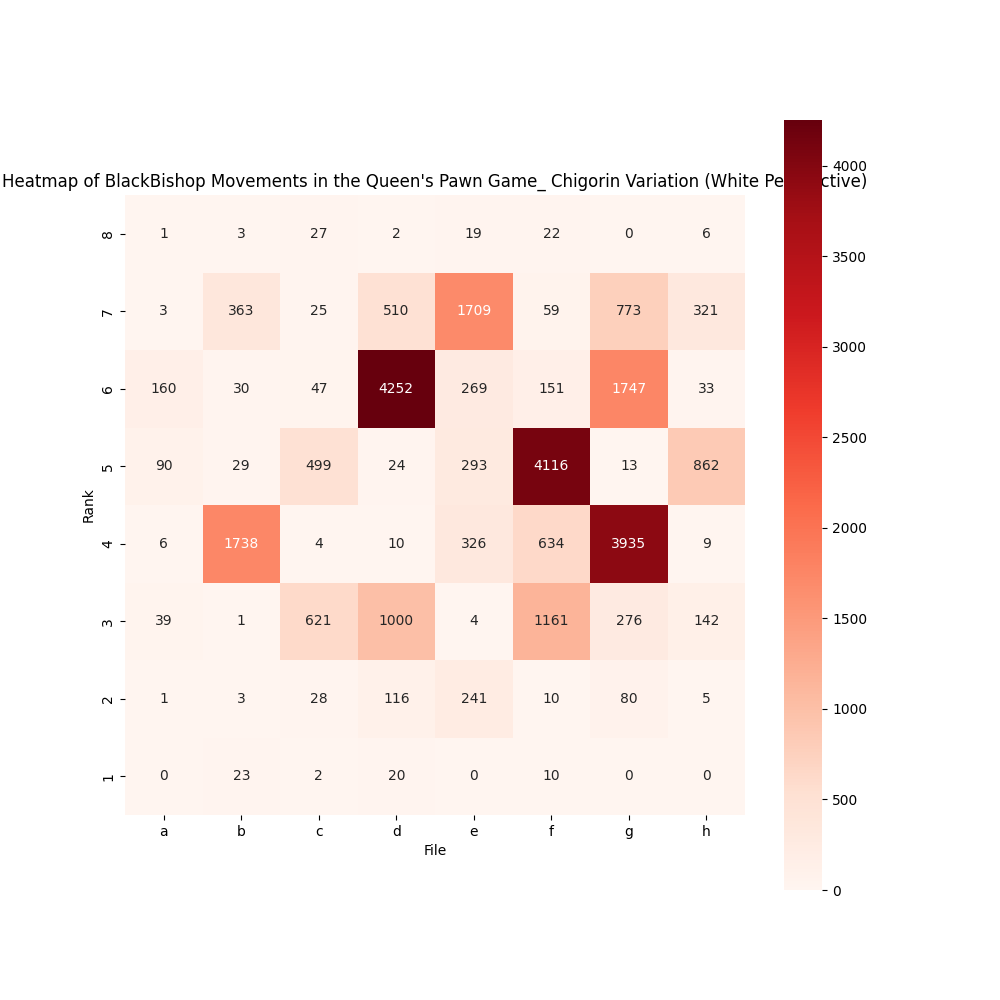 Heatmap of BlackBishop Movements in the Queen's Pawn Game_ Chigorin Variation (White Pe ctive)
4000
8 1 3 27 2 19 22 0 6
3500
7 3 363 25 510 1709 59 773 321
3000
6 160 30 47 4252 269 151 1747 33
2500
5 90 29 499 24 293 4116 13 862
Rank
2000
4 6 1738 4 10 326 634 3935 9
1500
3 39 1 621 1000 4 1161 276 142
1000
2 1 3 28 116 241 10 80 5
500
1 0 23 2 20 0 10 0 0
a b c d e f g h
File
0